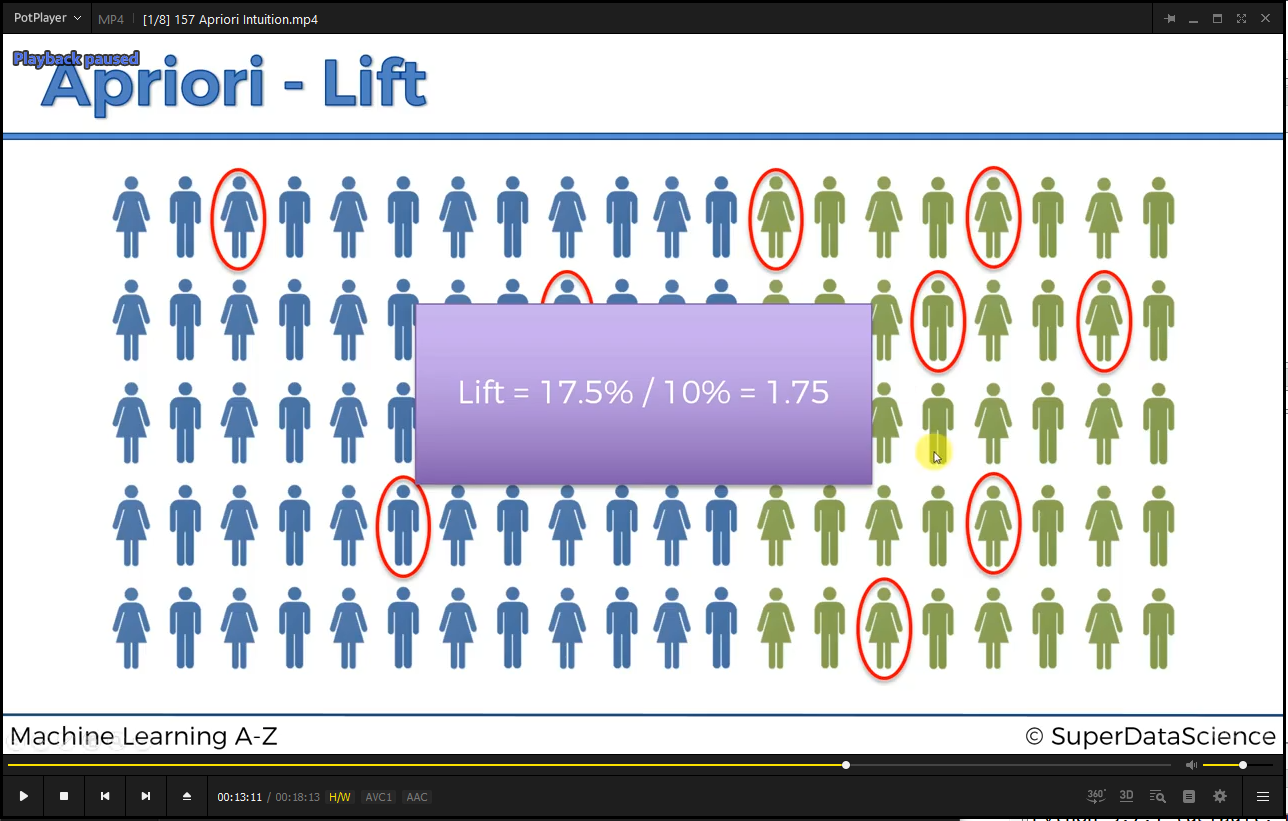 PotPlayer MP4 [1/8] 157 Apriori Intuition.mp4
Playback paused
Apriori - Lift
Lift = 17.5% / 10% = 1.75
Machine Learning A-Z © SuperDataScience
00:13:11 / 00:18:13 H/W AVC1 AAC 360° 3D